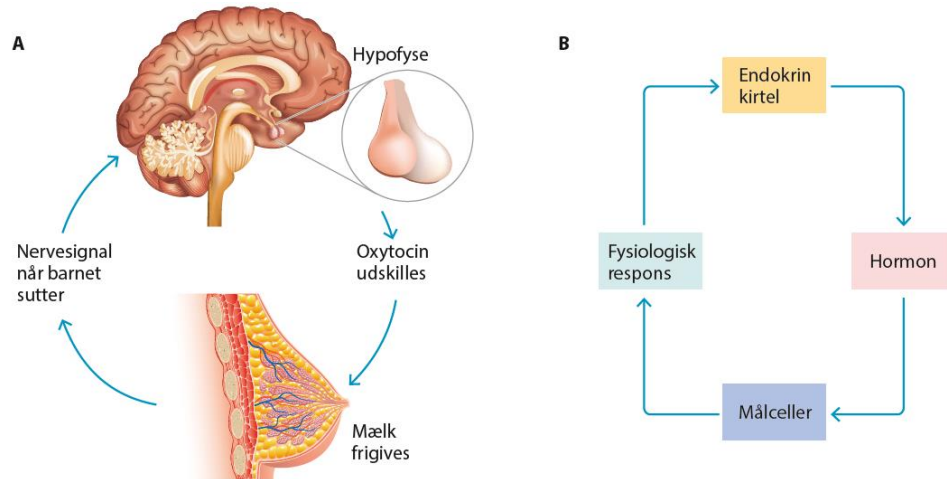 A
Hypofyse
Nervesignal
når barnet
sutter
Oxytocin
udskilles
Mælk
frigives
B
Endokrin
kirtel
Hormon
Målceller
Fysiologisk
respons